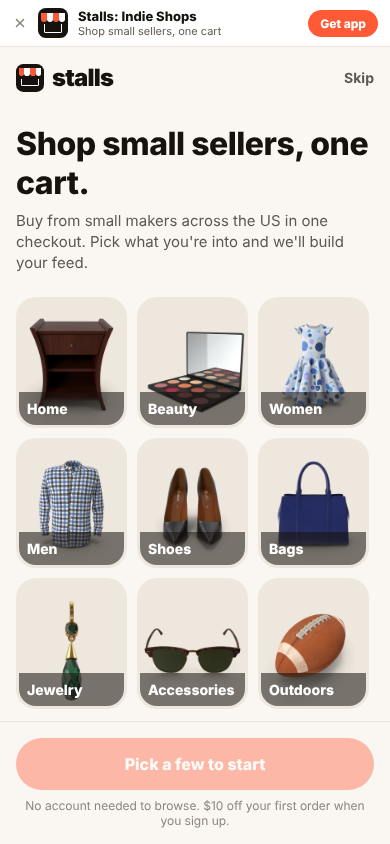 Stalls: Indie Shops
Shop small sellers, one cart
Get app
stalls
Skip
Shop small sellers, one
cart.
Buy from small makers across the US in one
checkout. Pick what you're into and we'll build
your feed.
Home
Beauty
Women
Men
Shoes
Bags
Jewelry
Accessories
Outdoors
Pick a few to start
No account needed to browse. $10 off your first order when
you sign up.